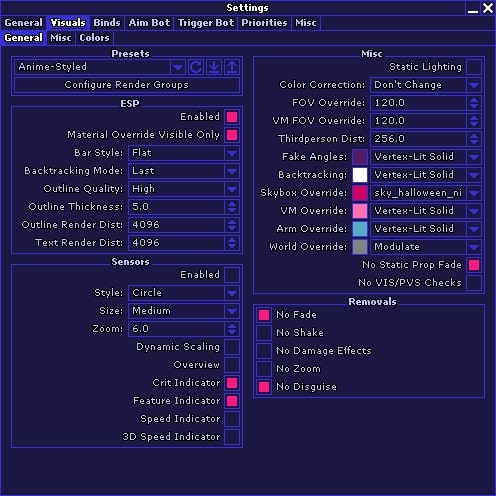 Settings
General Visuals Binds Aim Bot Trigger Bot Priorities Misc
General Misc Colors
Presets
Anime-Styled
Configure Render Groups
ESP
Enabled
Material Override Visible Only
Bar Style: Flat
Backtracking Mode: Last
Outline Quality: High
Outline Thickness: 5.0
Outline Render Dist: 4096
Text Render Dist: 4096
Sensors
Enabled
Style: Circle
Size: Medium
Zoom: 6.0
Dynamic Scaling
Overview
Crit Indicator
Feature Indicator
Speed Indicator
3D Speed Indicator
Misc
Static Lighting
Color Correction: Don't Change
FOV Override: 120.0
VM FOV Override: 120.0
Thirdperson Dist: 256.0
Fake Angles: Vertex-Lit Solid
Backtracking: Vertex-Lit Solid
Skybox Override: sky_halloween_ni
VM Override: Vertex-Lit Solid
Arm Override: Vertex-Lit Solid
World Override: Modulate
No Static Prop Fade
No VIS/PVS Checks
Removals
No Fade
No Shake
No Damage Effects
No Zoom
No Disguise